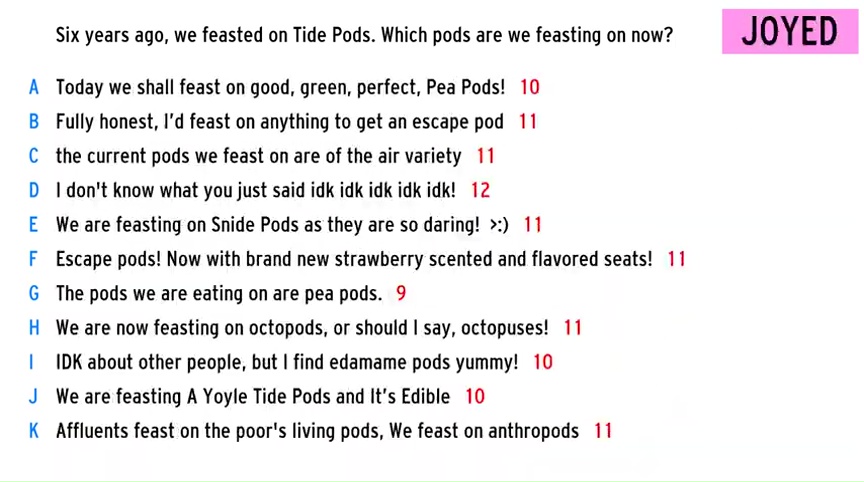 Six years ago, we feasted on Tide Pods. Which pods are we feasting on now?
JOYED
A Today we shall feast on good, green, perfect, Pea Pods! 10
B Fully honest, I'd feast on anything to get an escape pod 11
C the current pods we feast on are of the air variety 11
D I don't know what you just said idk idk idk idk idk! 12
E We are feasting on Snide Pods as they are so daring! >:) 11
F Escape pods! Now with brand new strawberry scented and flavored seats! 11
G The pods we are eating on are pea pods. 9
H We are now feasting on octopods, or should I say, octopuses! 11
I IDK about other people, but I find edamame pods yummy! 10
J We are feasting A Yoyle Tide Pods and It's Edible 10
K Affluents feast on the poor's living pods, We feast on anthropods 11